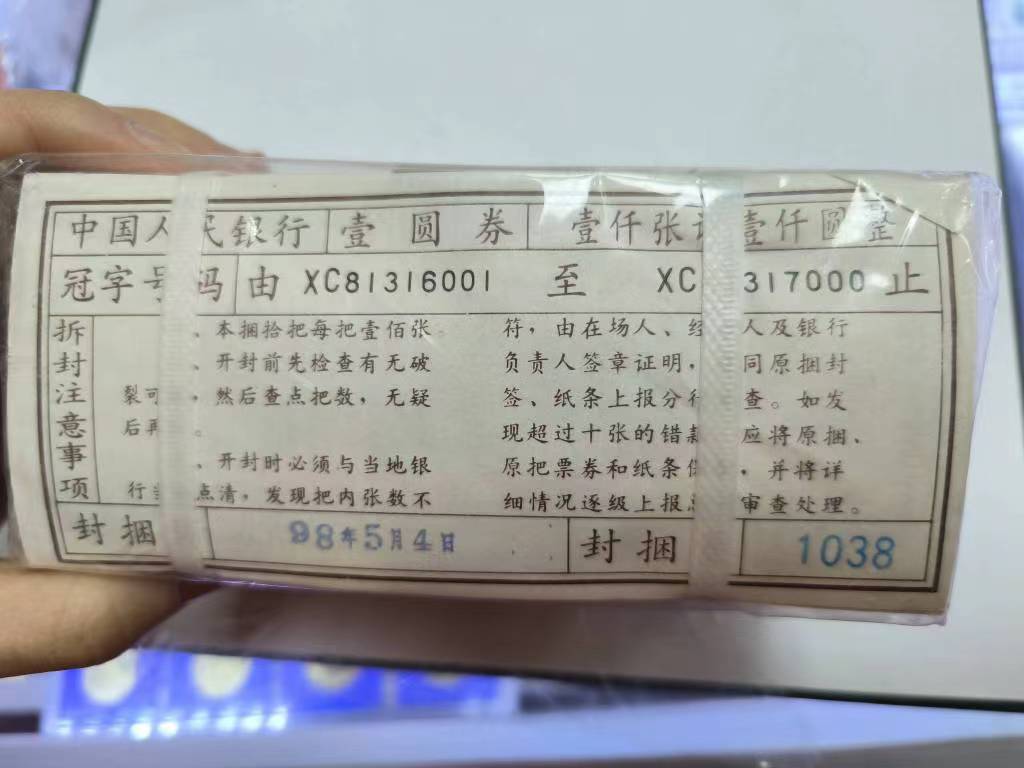 中国人民银行 壹圆券 壹仟张计壹仟圆整
冠字号码 由 XC81316001 至 XC 317000 止
拆封注意事项
、本捆拾把每把壹佰张
、开封前先检查有无破
裂可 ,然后查点把数,无疑
后再 。
、开封时必须与当地银
行当 点清,发现把内张数不
符,由在场人、经 人及银行
负责人签章证明, 同原捆封
签、纸条上报分行 查。如发
现超过十张的错款 应将原捆、
原把票券和纸条保 ,并将详
细情况逐级上报总 审查处理。
封捆 98年5月4日 封捆 1038